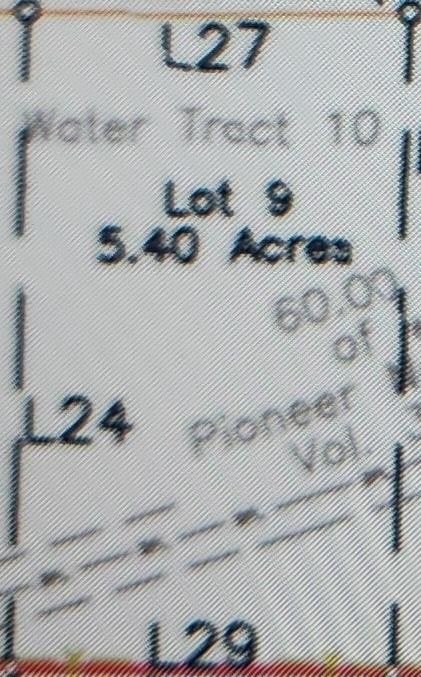 L27
Water Tract 10
Lot 9
5.40 Acres
60.00
of
L24
Pioneer
Vol.
L29